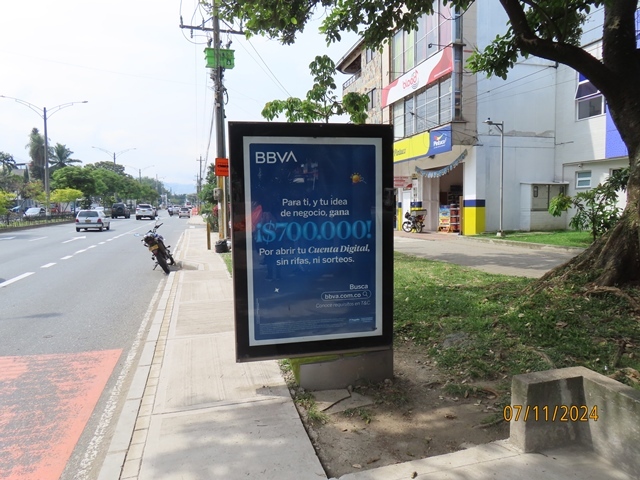 BBVA
Para ti, y tu idea
de negocio, gana
¡$700.000!
Por abrir tu Cuenta Digital,
sin rifas, ni sorteos.
Busca
bbva.com.co
07/11/2024